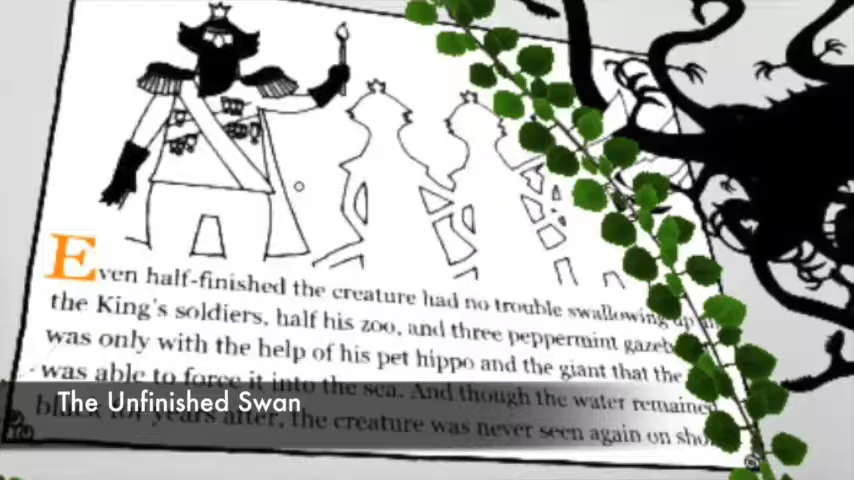 Even half-finished the creature had no trouble swallowing up
the King's soldiers, half his zoo, and three peppermint
was only with the help of his pet hippo and the giant that the
was able to force it into the sea. And though the water remained
black for years after, the creature was never seen again on
The Unfinished Swan